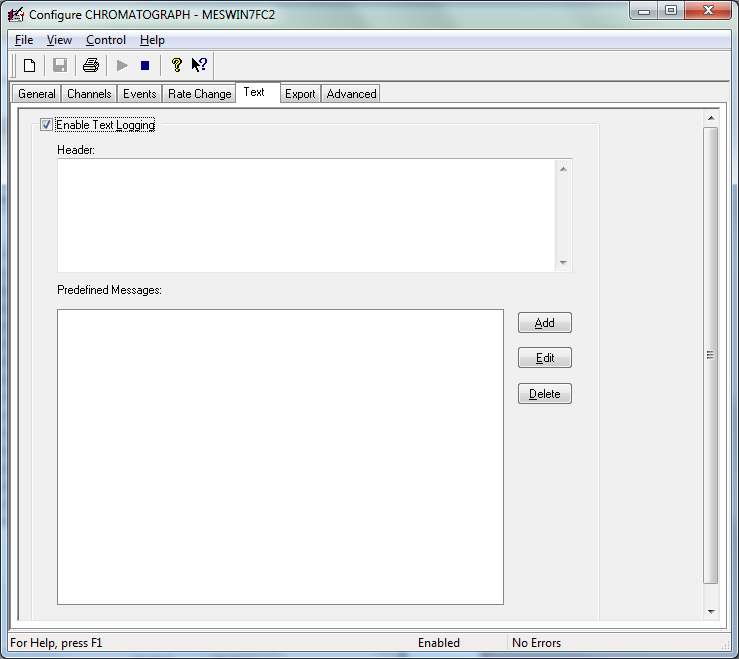 Configure CHROMATOGRAPH - MESWIN7FC2
File View Control Help
General Channels Events Rate Change Text Export Advanced
Enable Text Logging
Header:
Predefined Messages:
Add
Edit
Delete
For Help, press F1 Enabled No Errors